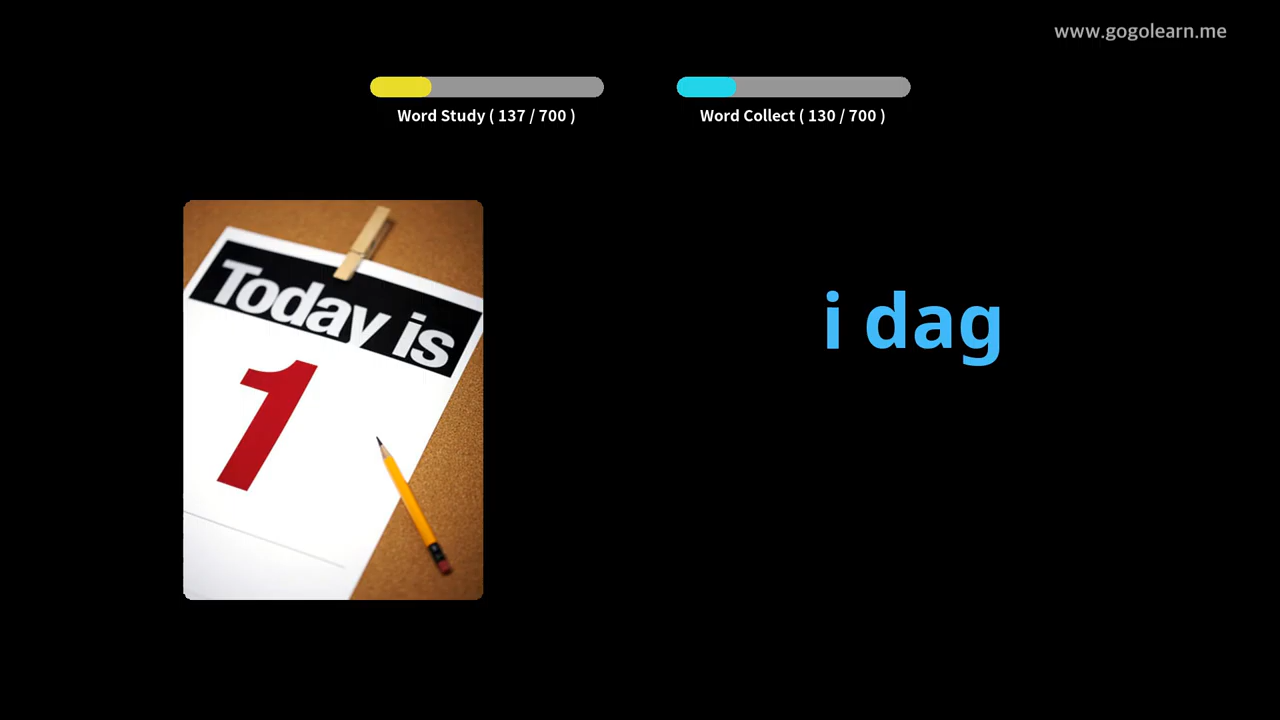 www.gogolearn.me
Word Study ( 137 / 700 )
Word Collect ( 130 / 700 )
Today is
1
i dag